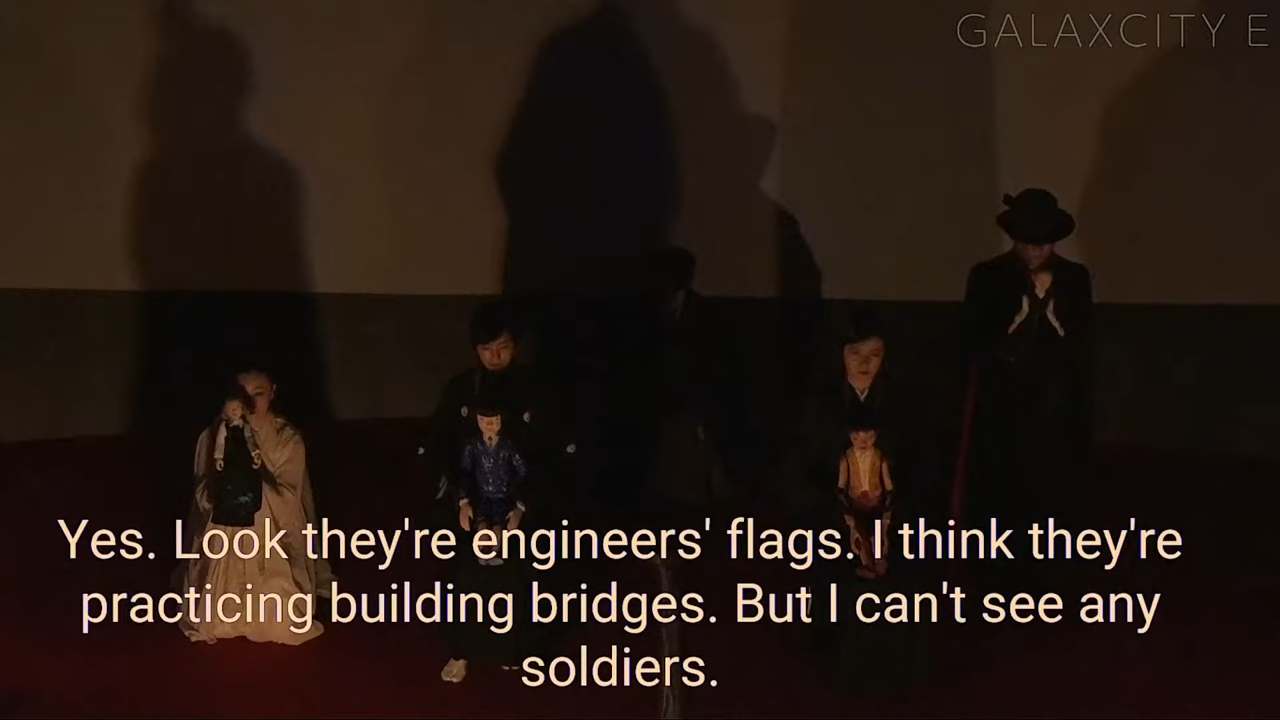 GALAXCITY E
Yes. Look they're engineers' flags. I think they're
practicing building bridges. But I can't see any
soldiers.